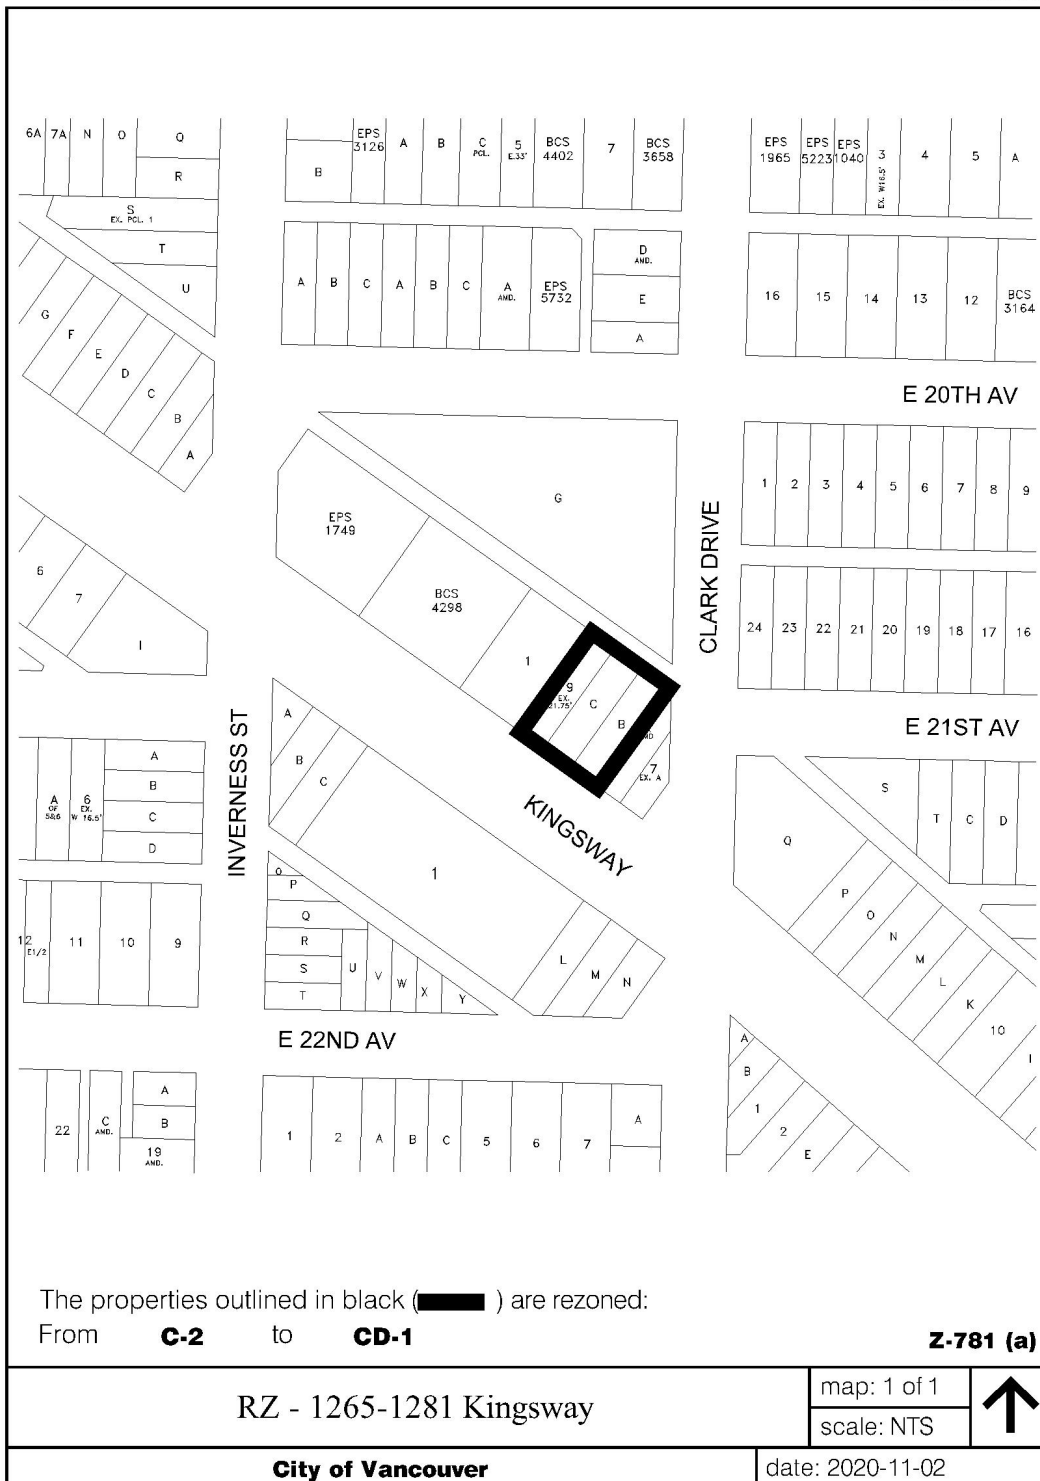 6A 7A N O Q
R
S
EX. PCL. 1
T
U
B
EPS
3126
A B
C
PCL.
5
E.33'
BCS
4402
7
BCS
3658
EPS
1965
EPS
5223
EPS
1040
3
EX. W16.5'
4 5 A
A B C A B C
A
AMD.
EPS
5732
D
AMD.
E
A
16 15 14 13 12
BCS
3164
G F E D C B A
E 20TH AV
EPS
1749
BCS
4298
G
1
9
EX.
21.75'
C
B
7
EX. A
CLARK DRIVE
1 2 3 4 5 6 7 8 9
24 23 22 21 20 19 18 17 16
E 21ST AV
6
7
I
INVERNESS ST
KINGSWAY
A
B
C
1
L M N
A
OF
5&6
6
EX.
W 16.5'
A
B
C
D
12
E1/2
11 10 9
O
P
Q
R
S
T
U V W X Y
S
T C D
Q
P O N M L K 10 I
E 22ND AV
22
C
AMD.
A
B
19
AMD.
1 2 A B C 5 6 7 A
A
B
1
2
E
The properties outlined in black ( ) are rezoned:
From C-2 to CD-1
Z-781 (a)
RZ - 1265-1281 Kingsway
map: 1 of 1
scale: NTS
City of Vancouver
date: 2020-11-02